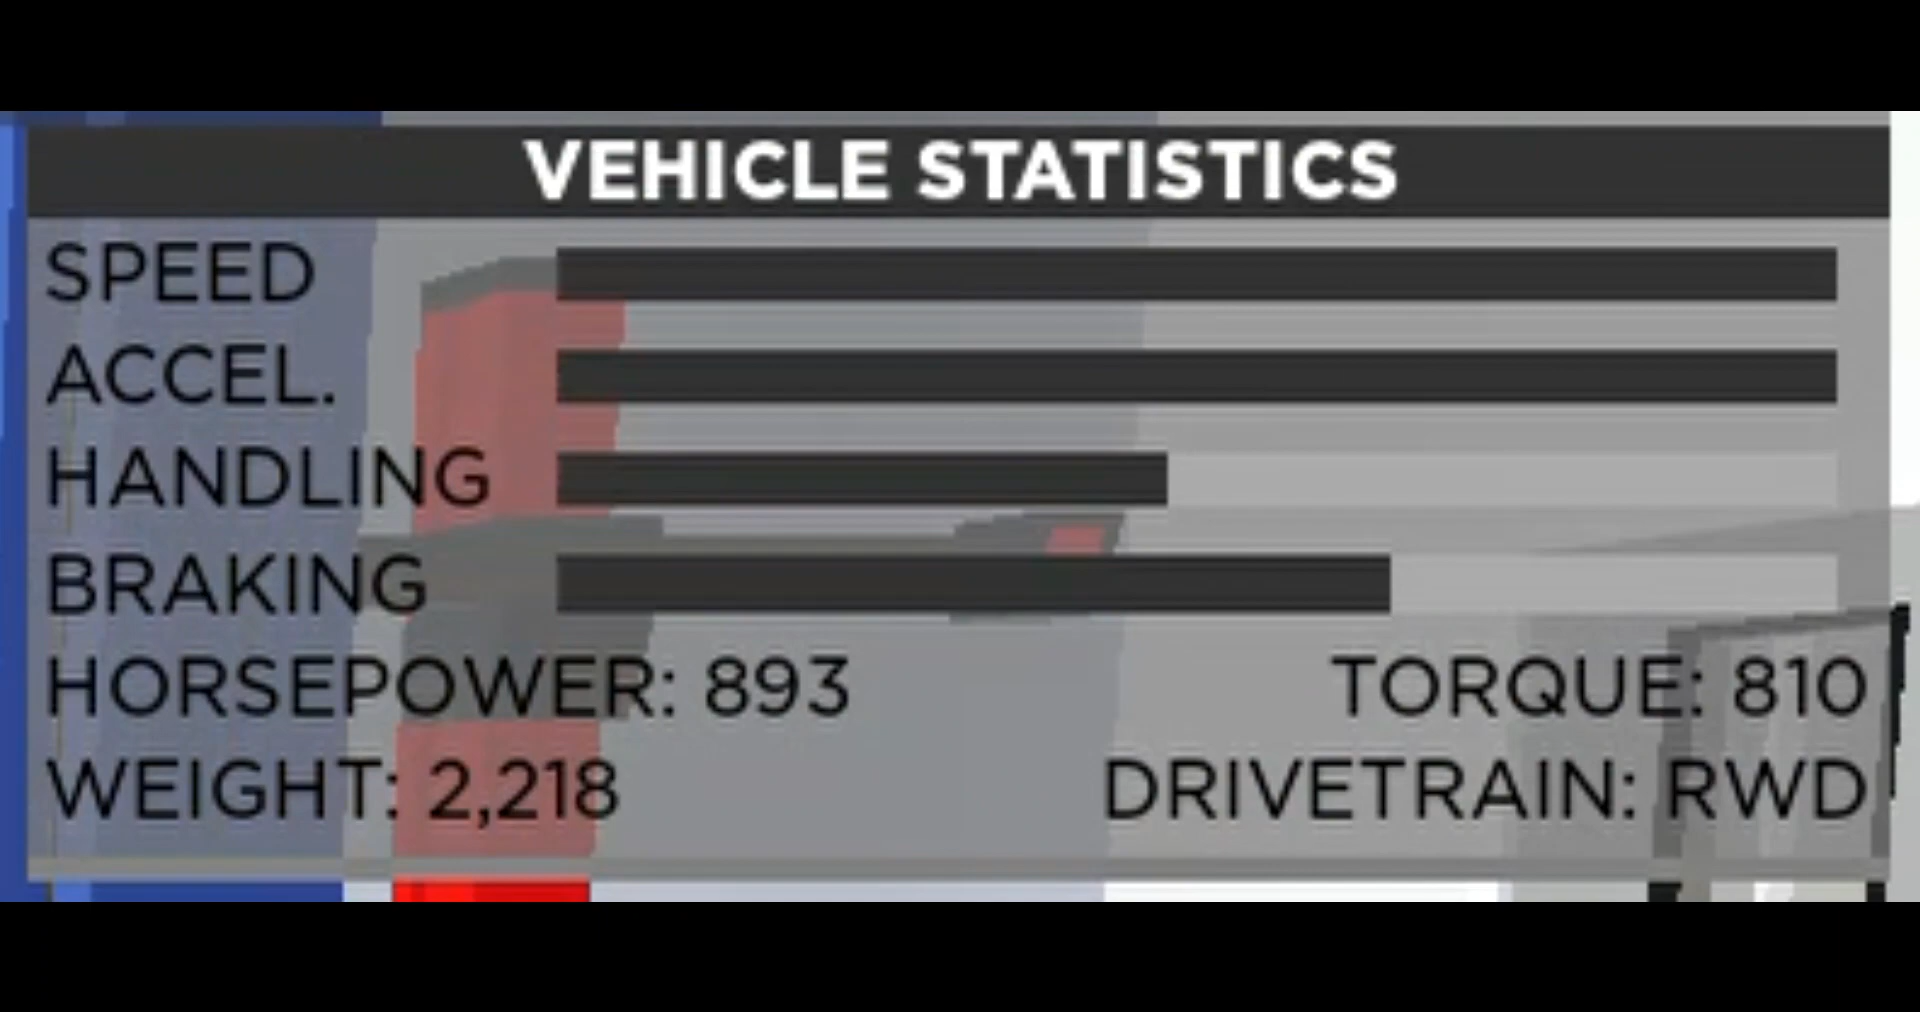 VEHICLE STATISTICS
SPEED
ACCEL.
HANDLING
BRAKING
HORSEPOWER: 893 TORQUE: 810
WEIGHT: 2,218 DRIVETRAIN: RWD